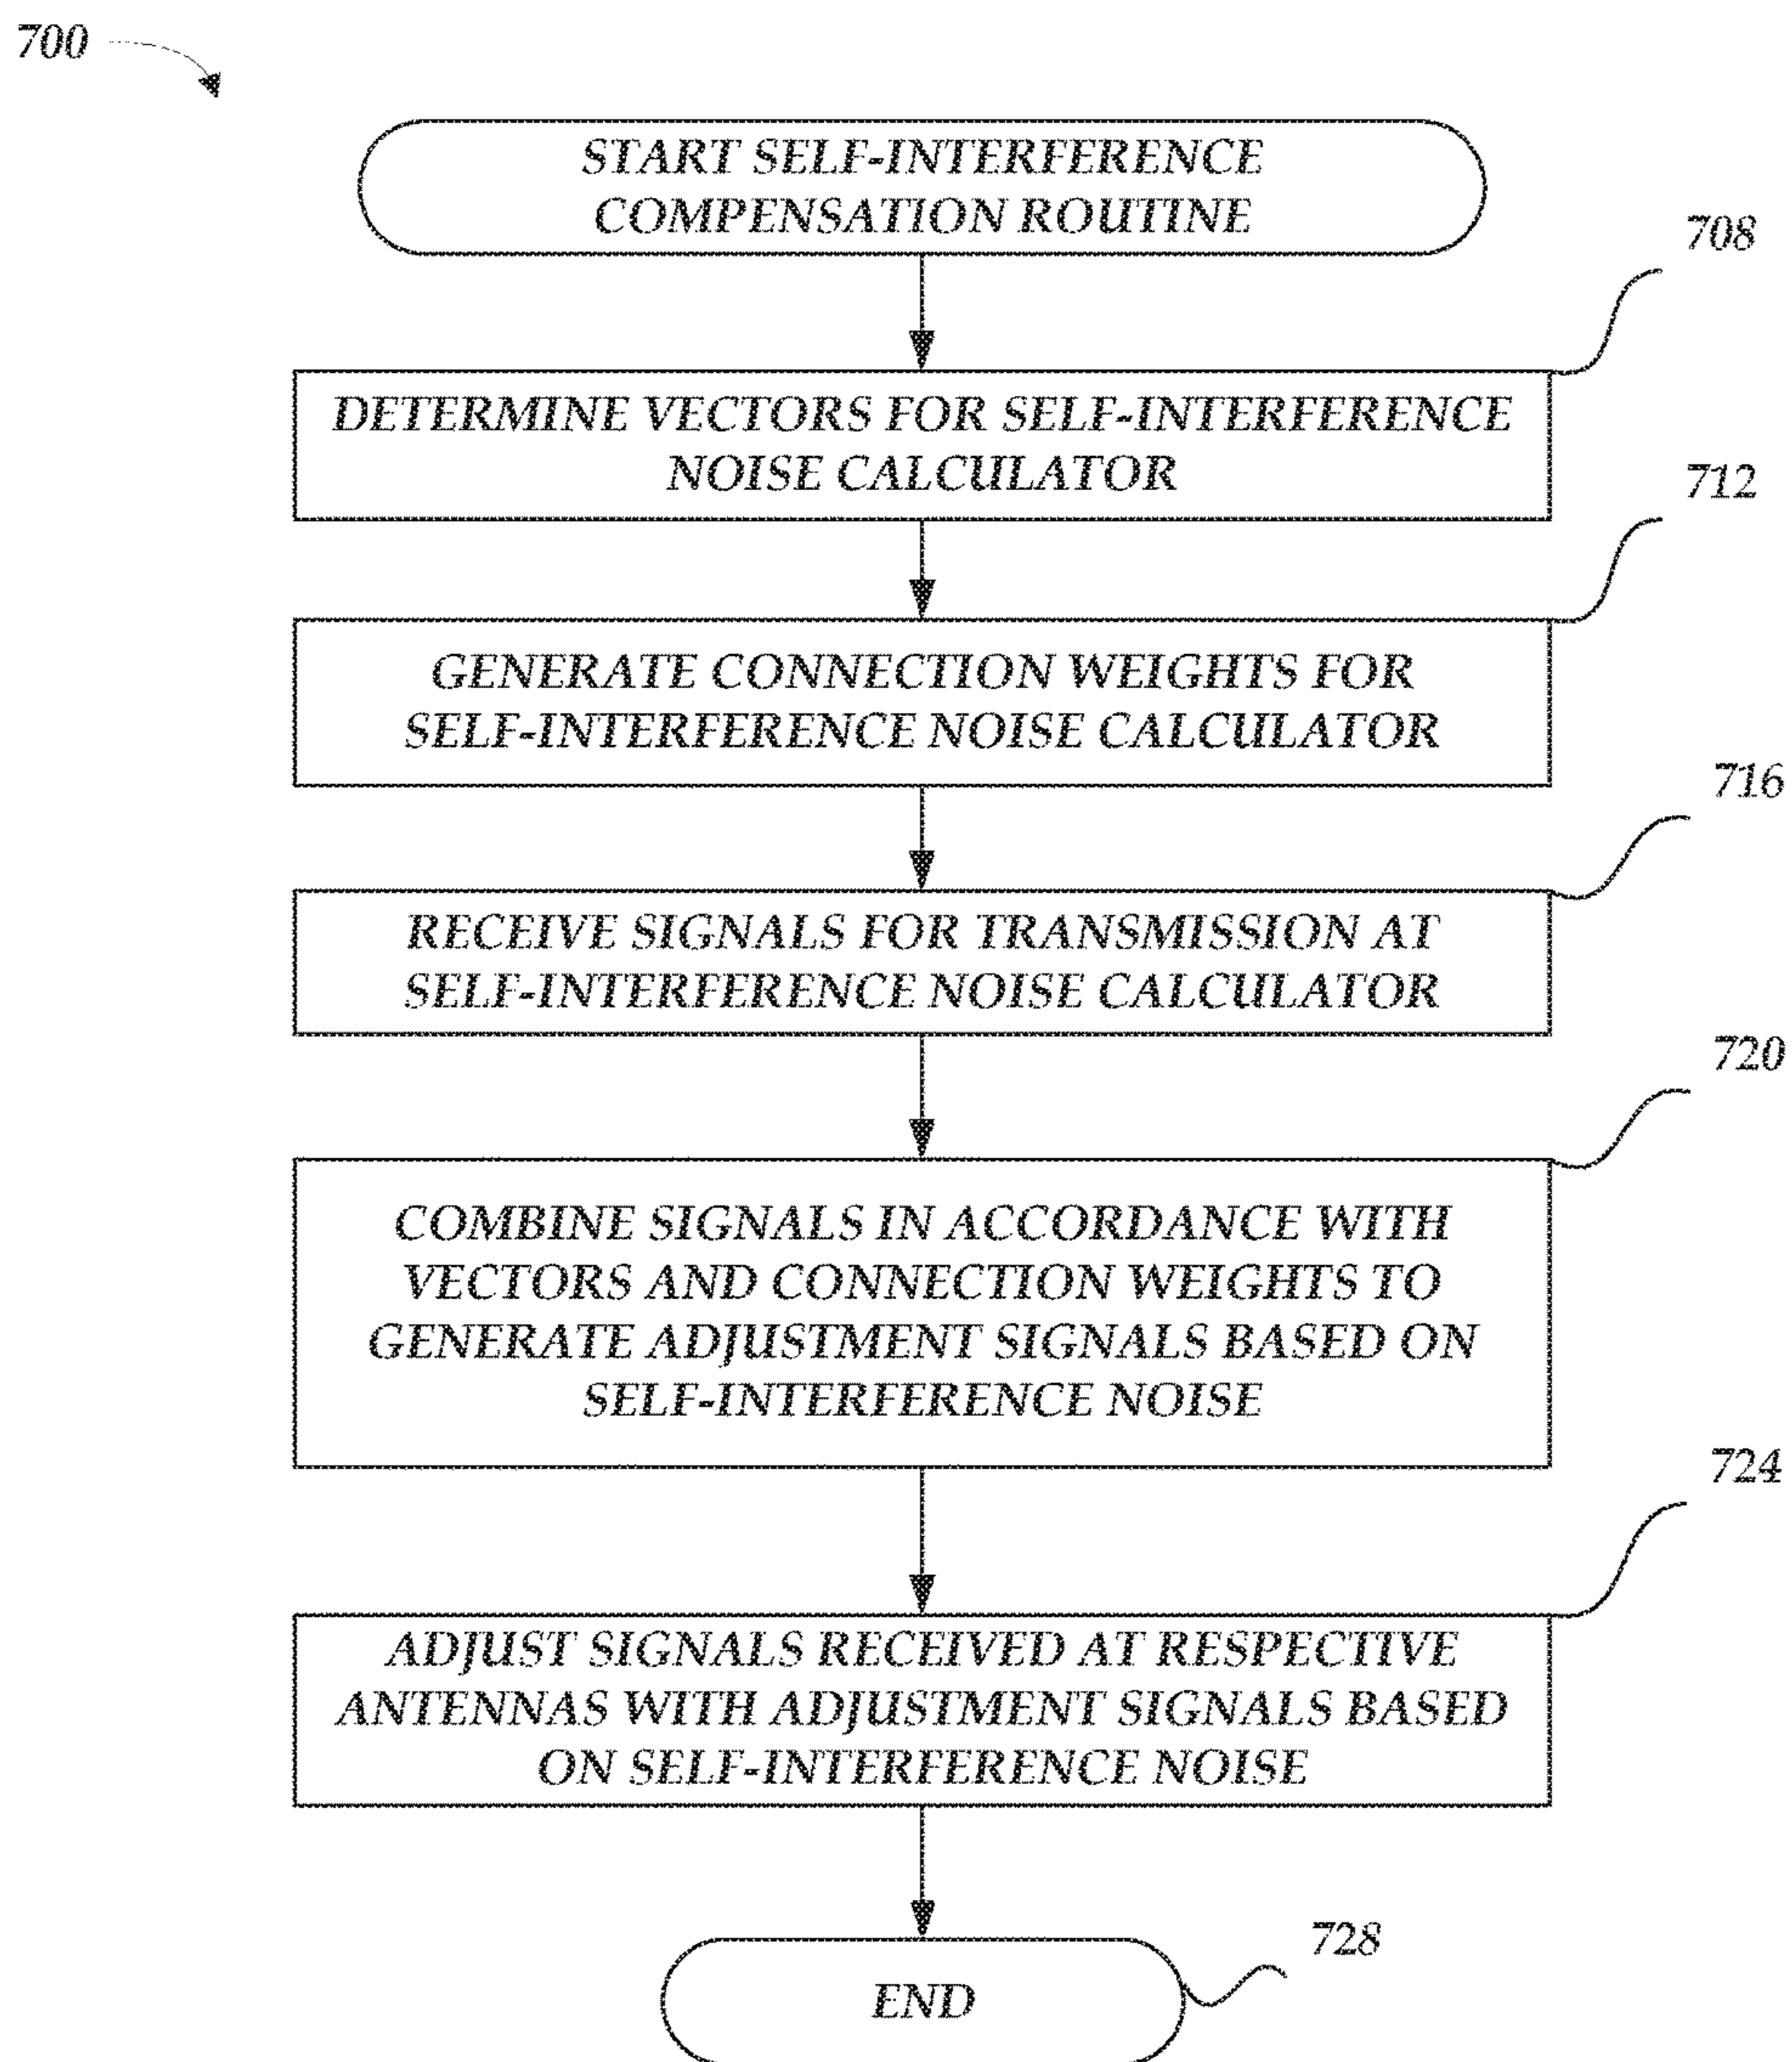 700
START SELF-INTERFERENCE
COMPENSATION ROUTINE
708
DETERMINE VECTORS FOR SELF-INTERFERENCE
NOISE CALCULATOR
712
GENERATE CONNECTION WEIGHTS FOR
SELF-INTERFERENCE NOISE CALCULATOR
716
RECEIVE SIGNALS FOR TRANSMISSION AT
SELF-INTERFERENCE NOISE CALCULATOR
720
COMBINE SIGNALS IN ACCORDANCE WITH
VECTORS AND CONNECTION WEIGHTS TO
GENERATE ADJUSTMENT SIGNALS BASED ON
SELF-INTERFERENCE NOISE
724
ADJUST SIGNALS RECEIVED AT RESPECTIVE
ANTENNAS WITH ADJUSTMENT SIGNALS BASED
ON SELF-INTERFERENCE NOISE
728
END